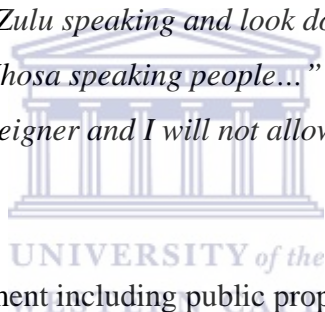 Zulu speaking and look do
hosa speaking people...”
eigner and I will not allow
UNIVERSITY of the
ment including public prop